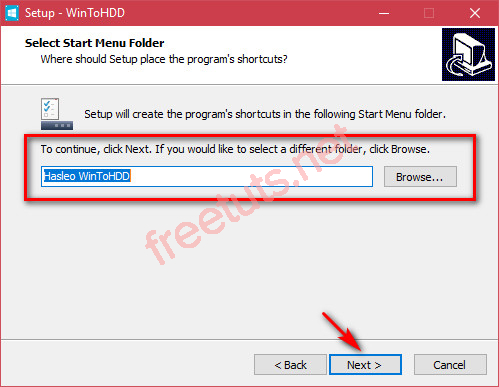 Setup - WinToHDD
Select Start Menu Folder
Where should Setup place the program's shortcuts?
Setup will create the program's shortcuts in the following Start Menu folder.
To continue, click Next. If you would like to select a different folder, click Browse.
Hasleo WinToHDD
Browse...
freetuts.net
< Back
Next >
Cancel